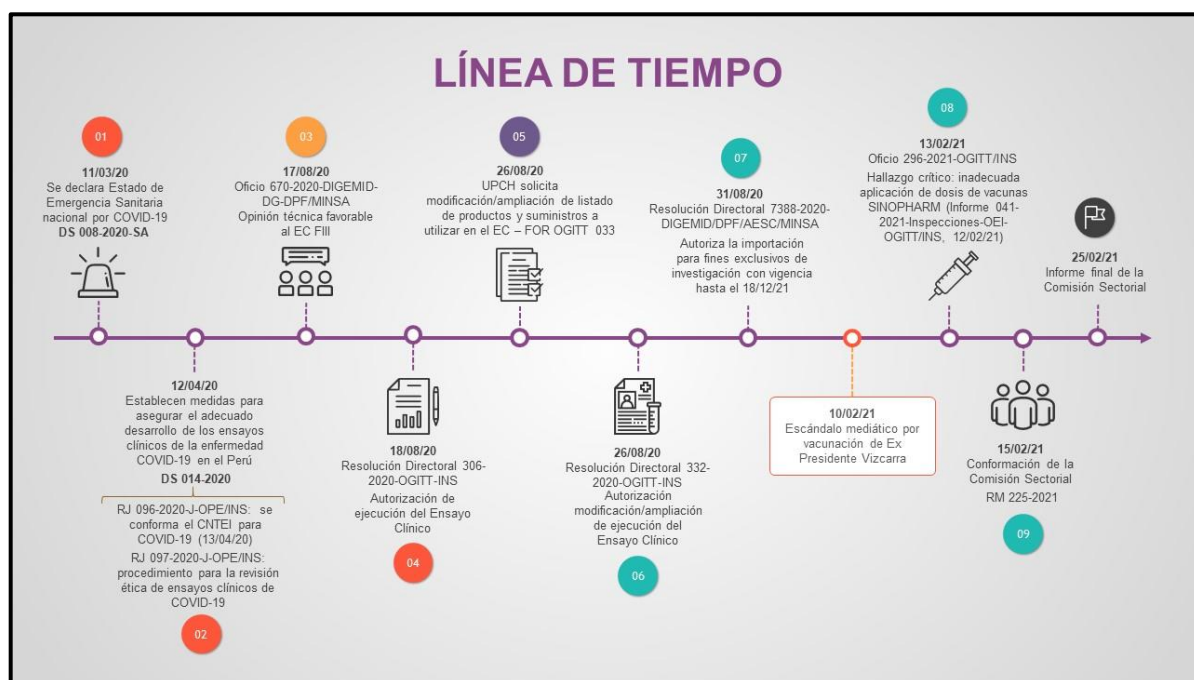 LÍNEA DE TIEMPO
01
11/03/20
Se declara Estado de
Emergencia Sanitaria
nacional por COVID-19
DS 008-2020-SA
12/04/20
Establecen medidas para
asegurar el adecuado
desarrollo de los ensayos
clínicos de la enfermedad
COVID-19 en el Perú
DS 014-2020
RJ 096-2020-J-OPE/INS: se
conforma el CNTEI para
COVID-19 (13/04/20)
RJ 097-2020-J-OPE/INS:
procedimiento para la revisión
ética de ensayos clínicos de
COVID-19
02
03
17/08/20
Oficio 670-2020-DIGEMID-
DG-DPF/MINSA
Opinión técnica favorable
al EC FIII
18/08/20
Resolución Directoral 306-
2020-OGITT-INS
Autorización de
ejecución del Ensayo
Clínico
04
05
26/08/20
UPCH solicita
modificación/ampliación de listado
de productos y suministros a
utilizar en el EC – FOR OGITT 033
26/08/20
Resolución Directoral 332-
2020-OGITT-INS
Autorización
modificación/ampliación
de ejecución del
Ensayo Clínico
06
07
31/08/20
Resolución Directoral 7388-2020-
DIGEMID/DPF/AESC/MINSA
Autoriza la importación
para fines exclusivos de
investigación con vigencia
hasta el 18/12/21
10/02/21
Escándalo mediático por
vacunación de Ex
Presidente Vizcarra
08
13/02/21
Oficio 296-2021-OGITT/INS
Hallazgo crítico: inadecuada
aplicación de dosis de vacunas
SINOPHARM (Informe 041-
2021-Inspecciones-OEI-
OGITT/INS, 12/02/21)
15/02/21
Conformación de la
Comisión Sectorial
RM 225-2021
09
25/02/21
Informe final de la
Comisión Sectorial